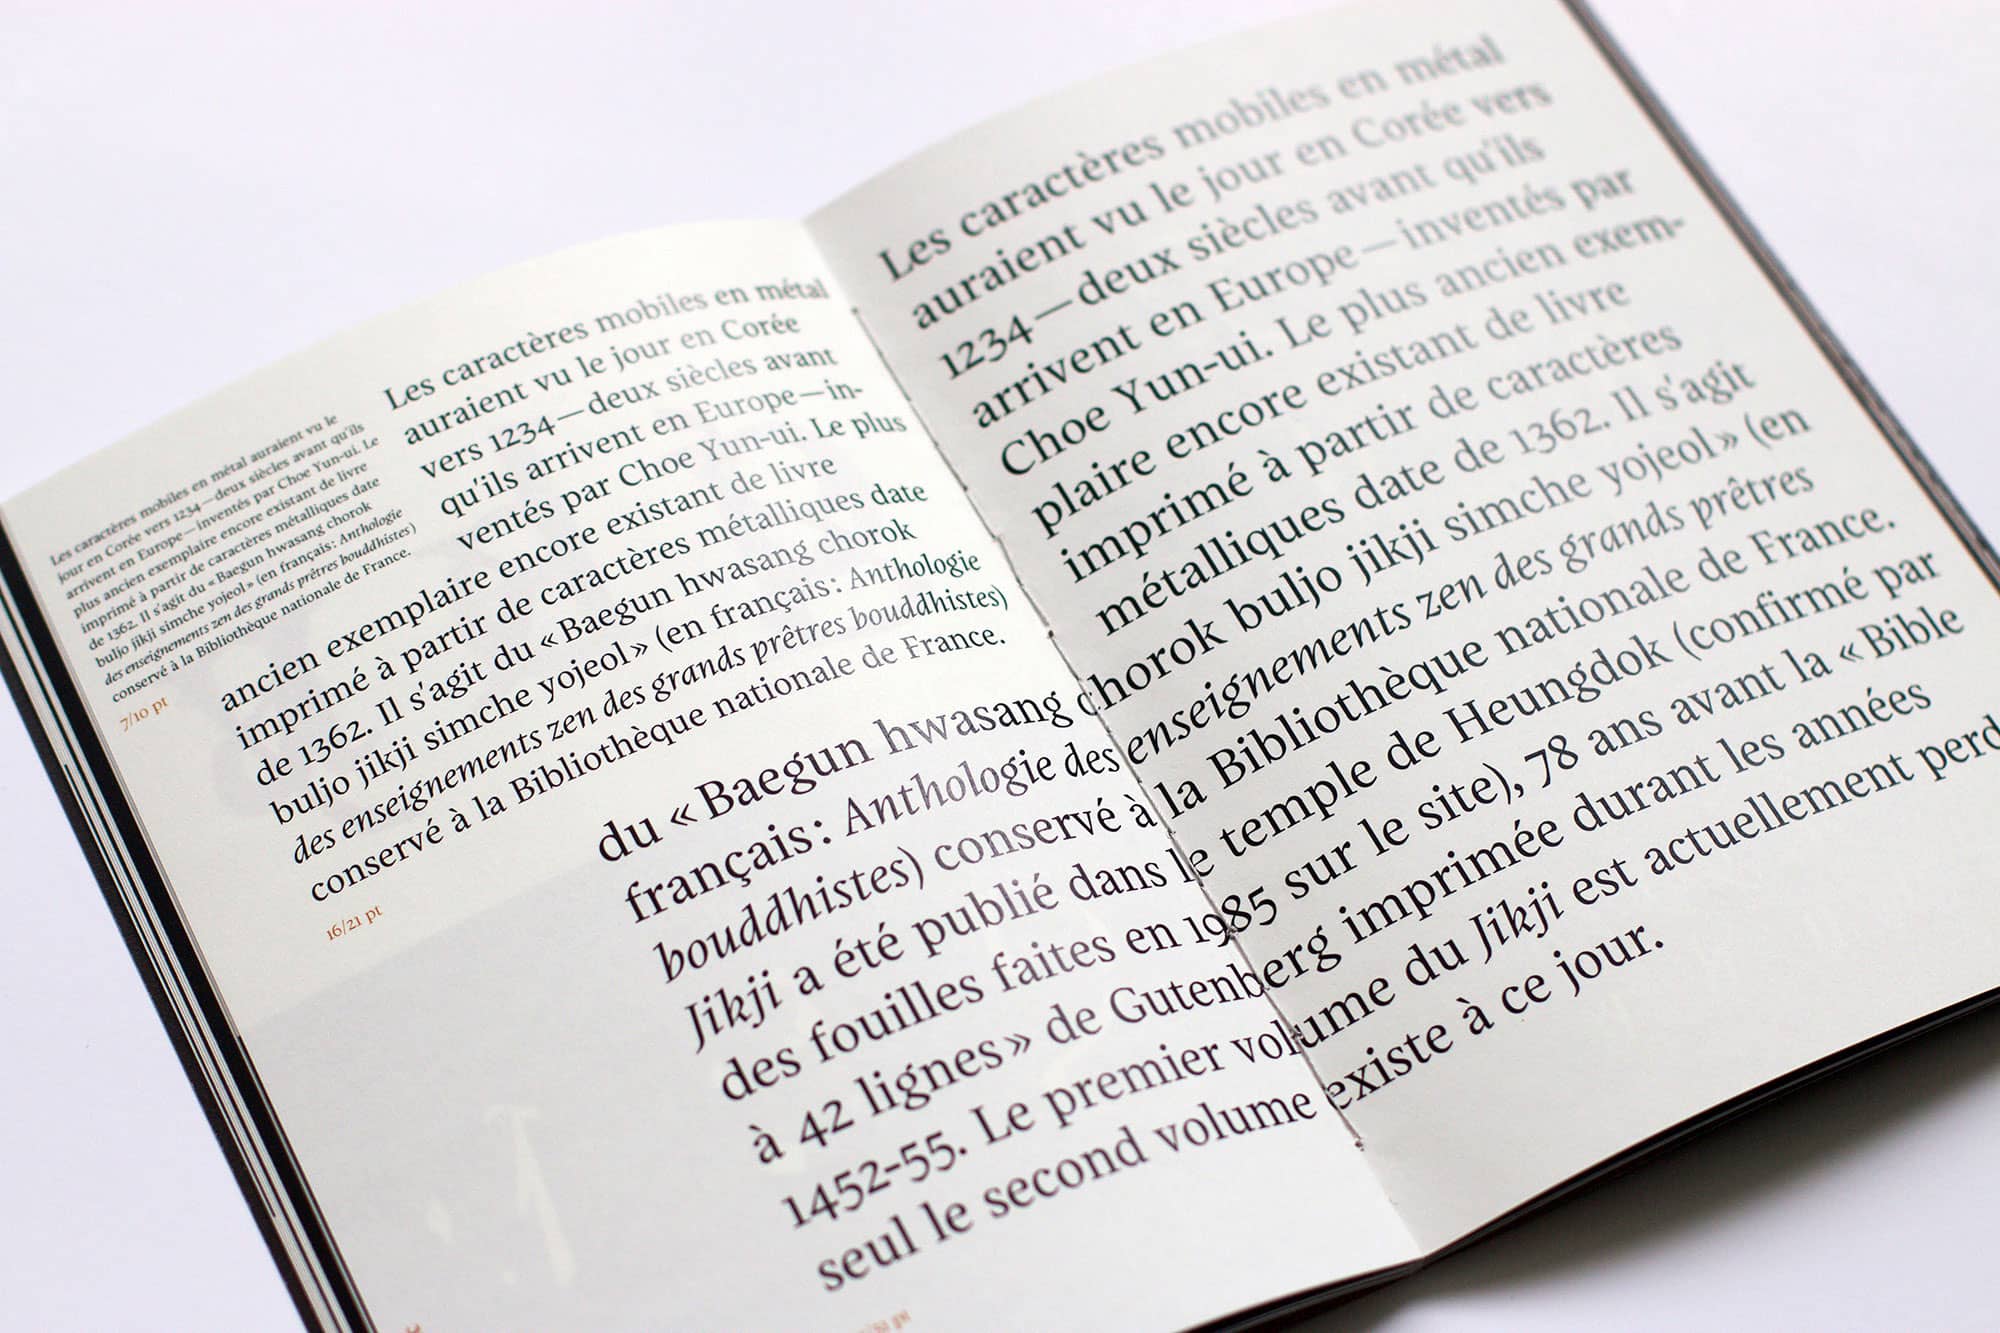 Les caractères mobiles en métal auraient vu le
jour en Corée vers 1234—deux siècles avant qu'ils
arrivent en Europe—inventés par Choe Yun-ui. Le
plus ancien exemplaire encore existant de livre
imprimé à partir de caractères métalliques date
de 1362. Il s'agit du «Baegun hwasang chorok
buljo jikji simche yojeol» (en français: Anthologie
des enseignements zen des grands prêtres bouddhistes)
conservé à la Bibliothèque nationale de France.
7/10 pt
Les caractères mobiles en métal
auraient vu le jour en Corée
vers 1234—deux siècles avant
qu'ils arrivent en Europe—in-
ventés par Choe Yun-ui. Le plus
ancien exemplaire encore existant de livre
imprimé à partir de caractères métalliques date
de 1362. Il s'agit du «Baegun hwasang chorok
buljo jikji simche yojeol» (en français: Anthologie
des enseignements zen des grands prêtres bouddhistes)
conservé à la Bibliothèque nationale de France.
16/21 pt
Les caractères mobiles en métal
auraient vu le jour en Corée vers
1234—deux siècles avant qu'ils
arrivent en Europe—inventés par
Choe Yun-ui. Le plus ancien exem-
plaire encore existant de livre
imprimé à partir de caractères
métalliques date de 1362. Il s'agit
du «Baegun hwasang chorok buljo jikji simche yojeol» (en
français: Anthologie des enseignements zen des grands prêtres
bouddhistes) conservé à la Bibliothèque nationale de France.
Jikji a été publié dans le temple de Heungdok (confirmé par
des fouilles faites en 1985 sur le site), 78 ans avant la «Bible
à 42 lignes» de Gutenberg imprimée durant les années
1452-55. Le premier volume du Jikji est actuellement perd
seul le second volume existe à ce jour.
pt